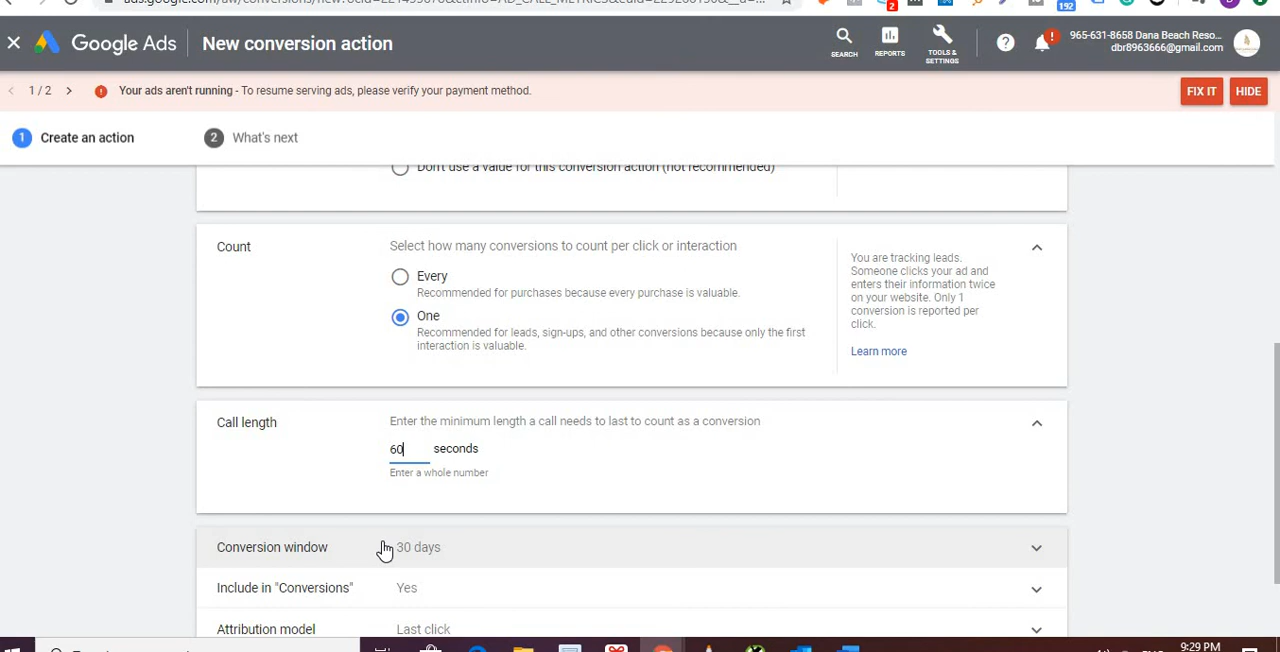 2
192
Google Ads
New conversion action
SEARCH
REPORTS
TOOLS &
SETTINGS
965-631-8658 Dana Beach Reso...
dbr8963666@gmail.com
1 / 2
Your ads aren't running - To resume serving ads, please verify your payment method.
FIX IT
HIDE
1 Create an action
2 What's next
Don't use a value for this conversion action (not recommended)
Count
Select how many conversions to count per click or interaction
Every
Recommended for purchases because every purchase is valuable.
One
Recommended for leads, sign-ups, and other conversions because only the first
interaction is valuable.
You are tracking leads.
Someone clicks your ad and
enters their information twice
on your website. Only 1
conversion is reported per
click.
Learn more
Call length
Enter the minimum length a call needs to last to count as a conversion
60 seconds
Enter a whole number
Conversion window 30 days
Include in "Conversions" Yes
Attribution model Last click
9:29 PM